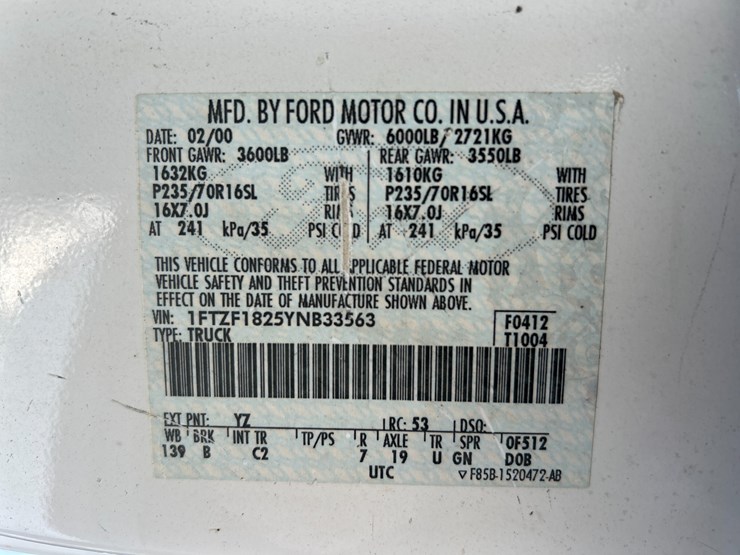 MFD. BY FORD MOTOR CO. IN U.S.A.
DATE: 02/00 GVWR: 6000LB/ 2721KG
FRONT GAWR: 3600LB REAR GAWR: 3550LB
1632KG WITH 1610KG WITH
P235/70R16SL TIRES P235/70R16SL TIRES
16X7.0J RIMS 16X7.0J RIMS
AT 241 kPa/35 PSI COLD AT 241 kPa/35 PSI COLD
THIS VEHICLE CONFORMS TO ALL APPLICABLE FEDERAL MOTOR
VEHICLE SAFETY AND THEFT PREVENTION STANDARDS IN
EFFECT ON THE DATE OF MANUFACTURE SHOWN ABOVE.
VIN: 1FTZF1825YNB33563 F0412
TYPE: TRUCK T1004
EXT PNT: YZ RC: 53 DSO:
WB BRK INT TR TP/PS R AXLE TR SPR OF512
139 B C2 7 19 U GN DOB
UTC ▽ F85B-1520472-AB